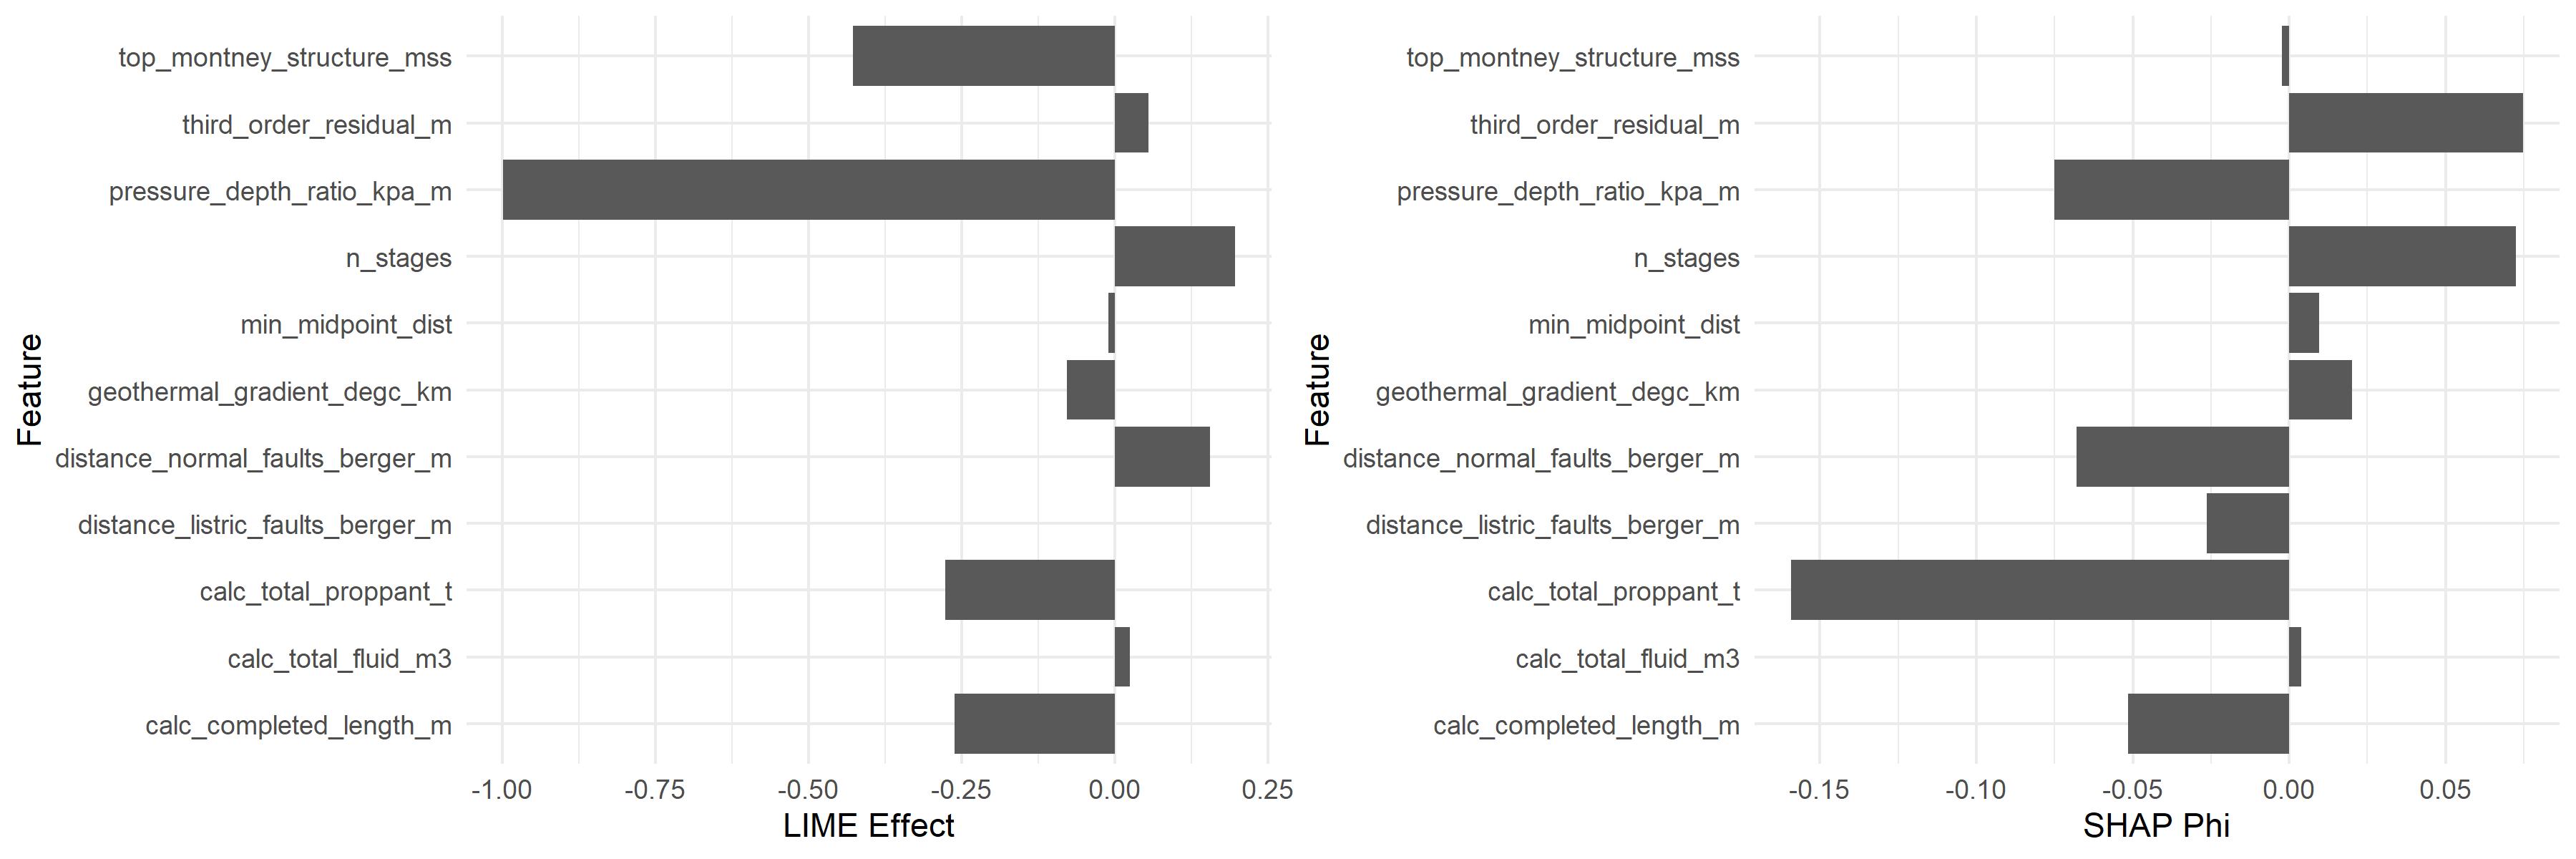 Feature
top_montney_structure_mss
third_order_residual_m
pressure_depth_ratio_kpa_m
n_stages
min_midpoint_dist
geothermal_gradient_degc_km
distance_normal_faults_berger_m
distance_listric_faults_berger_m
calc_total_proppant_t
calc_total_fluid_m3
calc_completed_length_m
-1.00 -0.75 -0.50 -0.25 0.00 0.25
LIME Effect
Feature
top_montney_structure_mss
third_order_residual_m
pressure_depth_ratio_kpa_m
n_stages
min_midpoint_dist
geothermal_gradient_degc_km
distance_normal_faults_berger_m
distance_listric_faults_berger_m
calc_total_proppant_t
calc_total_fluid_m3
calc_completed_length_m
-0.15 -0.10 -0.05 0.00 0.05
SHAP Phi